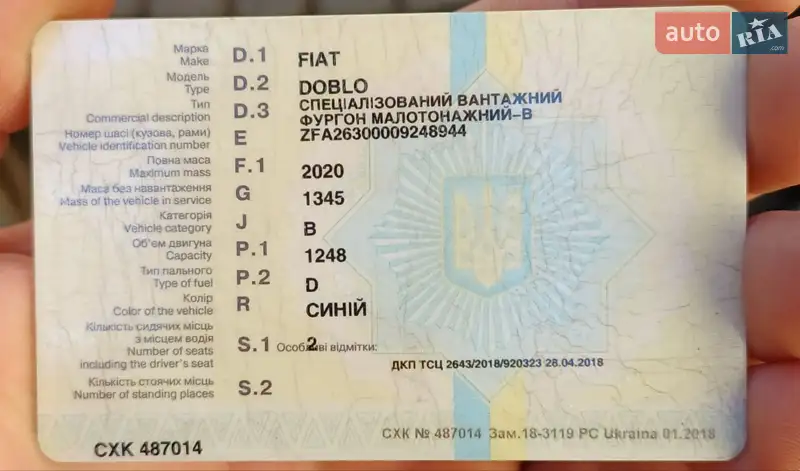 auto RIA .com
Марка D.1 FIAT
Make
Модель D.2 DOBLO
Type
Тип D.3 СПЕЦІАЛІЗОВАНИЙ ВАНТАЖНИЙ
Commercial description ФУРГОН МАЛОТОНАЖНИЙ-В
Номер шасі (кузова, рами) E ZFA26300009248944
Vehicle identification number
Повна маса F.1 2020
Maximum mass
Маса без навантаження G 1345
Mass of the vehicle in service
Категорія J B
Vehicle category
Об'єм двигуна P.1 1248
Capacity
Тип пального P.2 D
Type of fuel
Колір R СИНІЙ
Color of the vehicle
Кількість сидячих місць
з місцем водія S.1 2
Number of seats Особливі відмітки:
including the driver's seat ДКП ТСЦ 2643/2018/920323 28.04.2018
Кількість стоячих місць S.2
Number of standing places
СХК № 487014 Зам.18-3119 РС Ukraina 01.2018
СХК 487014